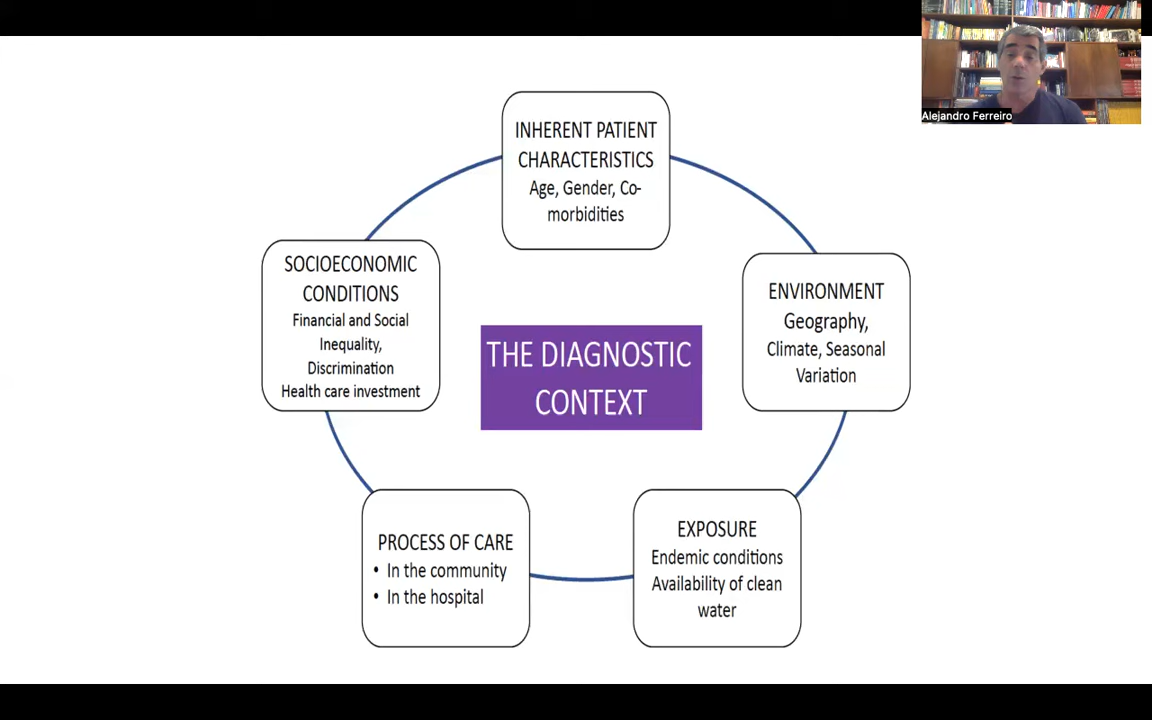 Alejandro Ferreiro
INHERENT PATIENT
CHARACTERISTICS
Age, Gender, Co-
morbidities
SOCIOECONOMIC
CONDITIONS
Financial and Social
Inequality,
Discrimination
Health care investment
ENVIRONMENT
Geography,
Climate, Seasonal
Variation
THE DIAGNOSTIC
CONTEXT
PROCESS OF CARE
• In the community
• In the hospital
EXPOSURE
Endemic conditions
Availability of clean
water